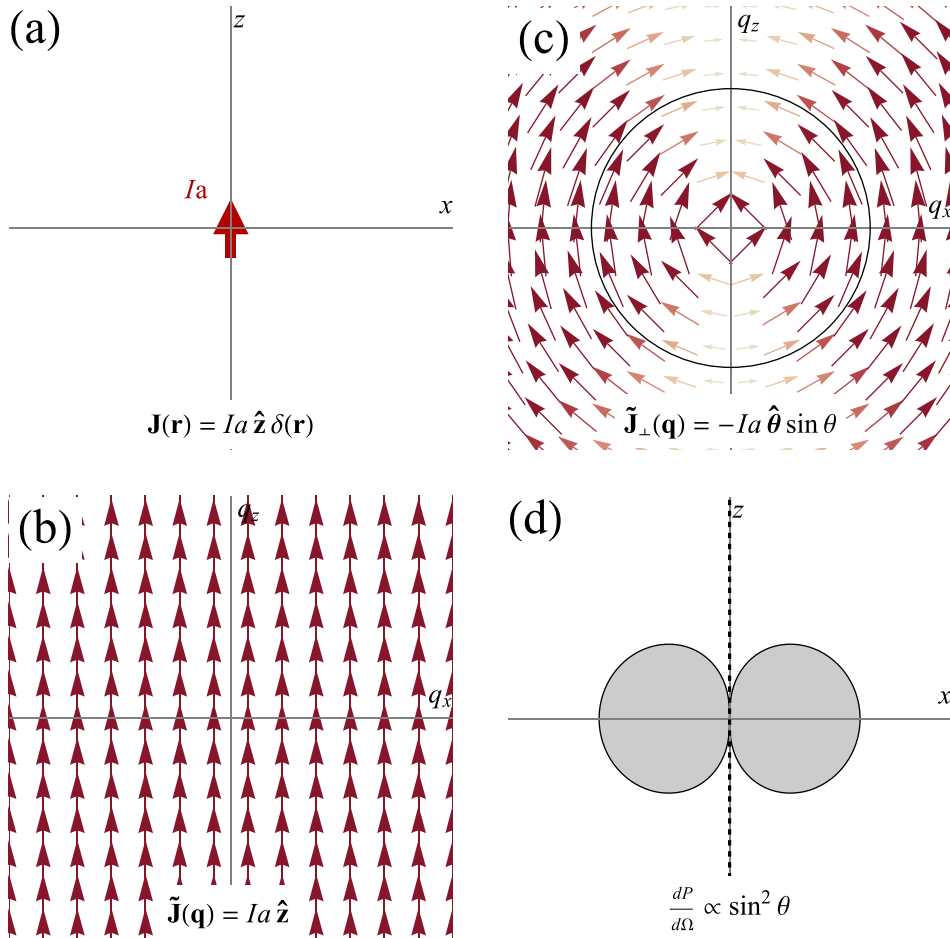 (a)
z
Ia
x
J(r) = Ia ẑ δ(r)
(c)
q_z
q_x
J̃_⊥(q) = −Ia θ̂ sin θ
(b)
q_z
q_x
J̃(q) = Ia ẑ
(d)
z
x
dP/dΩ ∝ sin² θ